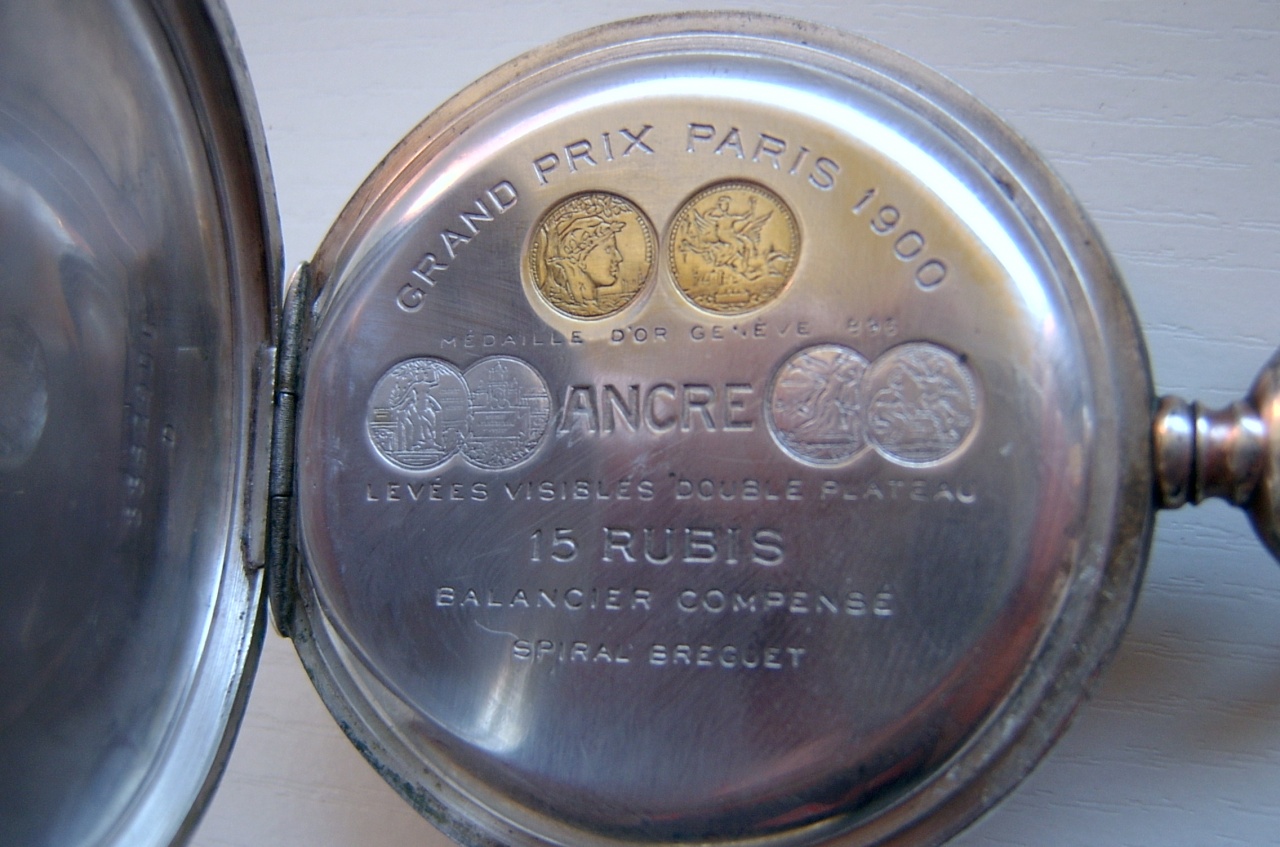 GRAND PRIX PARIS 1900
MÉDAILLE D'OR GENÈVE
ANCRE
LEVÉES VISIBLES DOUBLE PLATEAU
15 RUBIS
BALANCIER COMPENSÉ
SPIRAL BREGUET